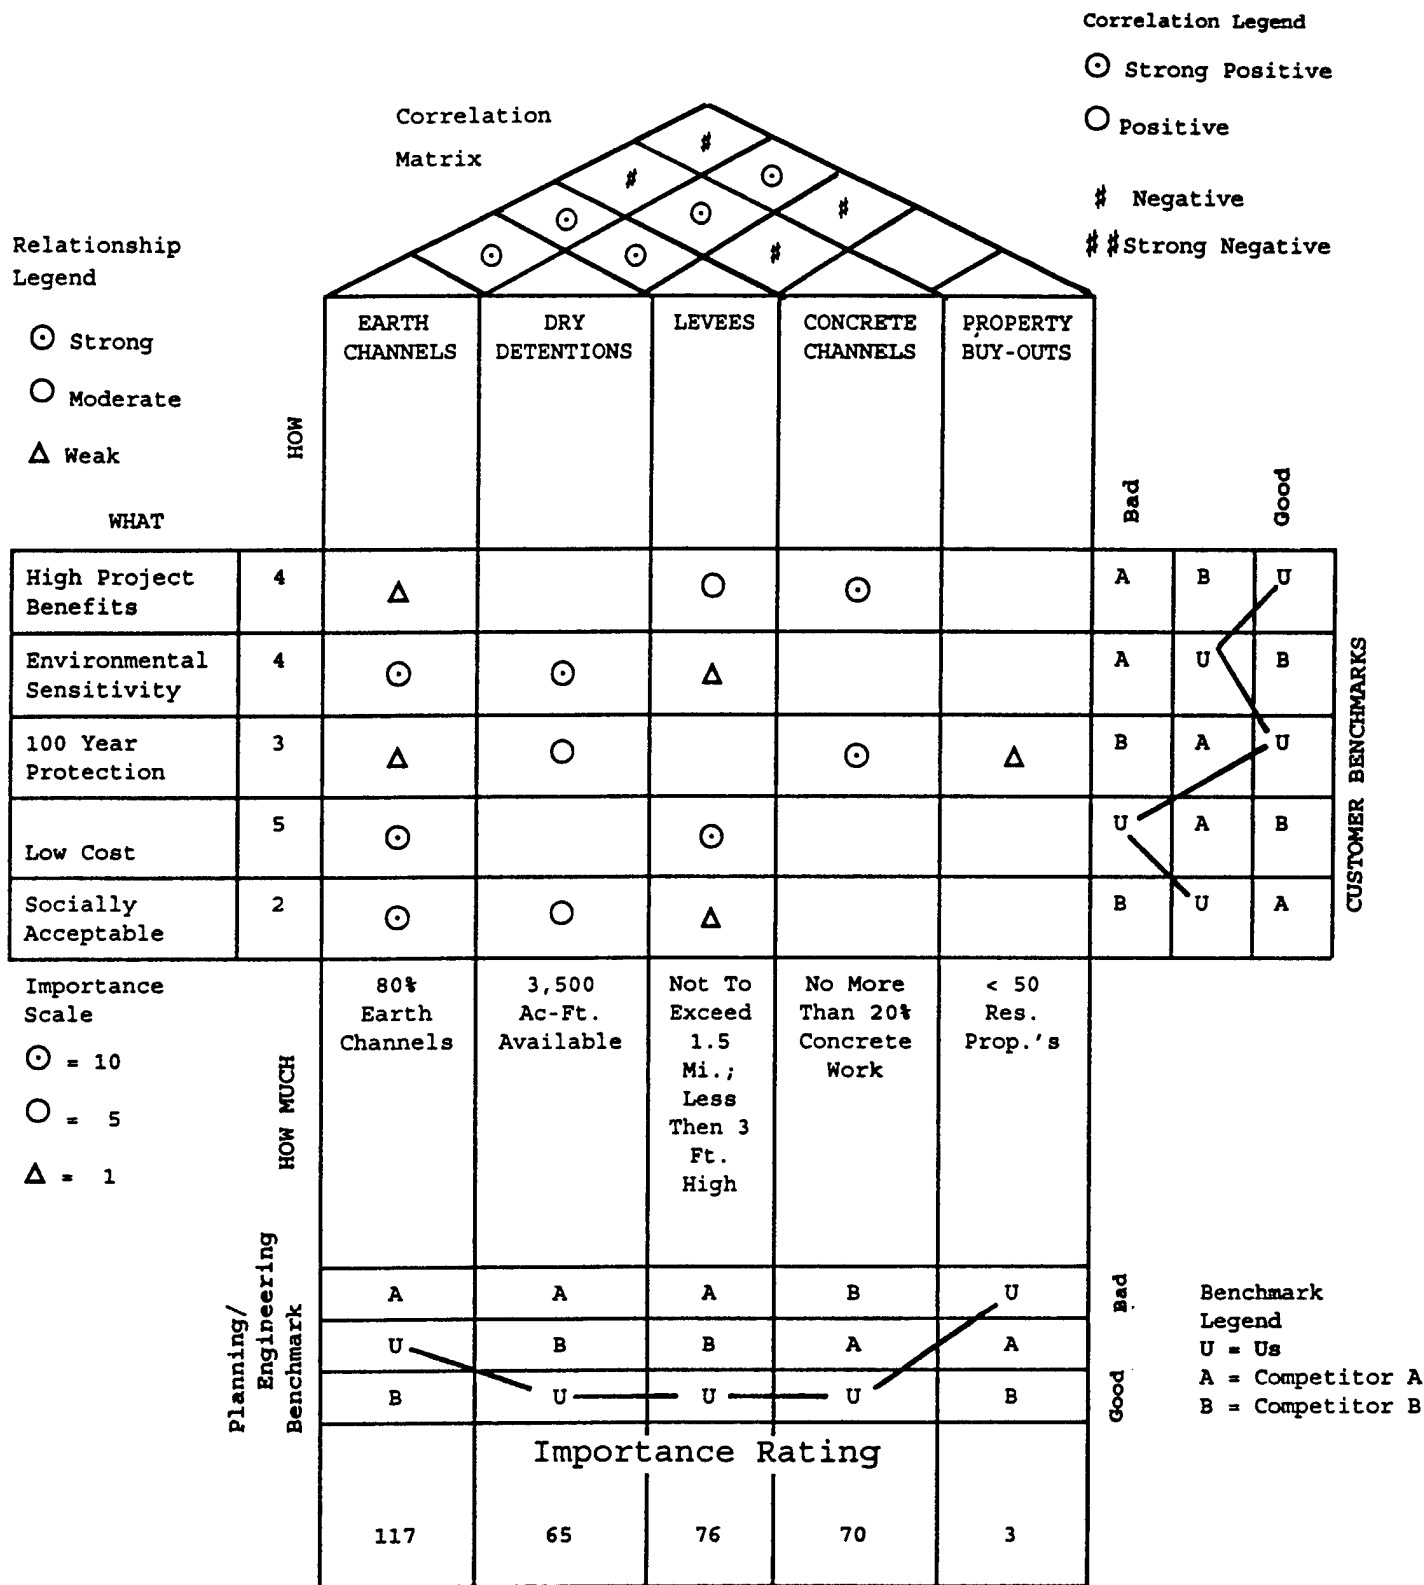 Correlation Legend
Strong Positive
Positive
# Negative
## Strong Negative
Correlation
Matrix
#
#
#
#
Relationship
Legend
Strong
Moderate
Weak
HOW
WHAT
EARTH
CHANNELS
DRY
DETENTIONS
LEVEES
CONCRETE
CHANNELS
PROPERTY
BUY-OUTS
Bad
Good
High Project
Benefits
4
A B U
Environmental
Sensitivity
4
A U B
100 Year
Protection
3
B A U
Low Cost
5
U A B
Socially
Acceptable
2
B U A
CUSTOMER BENCHMARKS
Importance
Scale
= 10
= 5
= 1
HOW MUCH
80%
Earth
Channels
3,500
Ac-Ft.
Available
Not To
Exceed
1.5
Mi.;
Less
Then 3
Ft.
High
No More
Than 20%
Concrete
Work
< 50
Res.
Prop.'s
Planning/
Engineering
Benchmark
A A A B U
U B B A A
B U U U B
Bad
Good
Benchmark
Legend
U = Us
A = Competitor A
B = Competitor B
Importance Rating
117 65 76 70 3